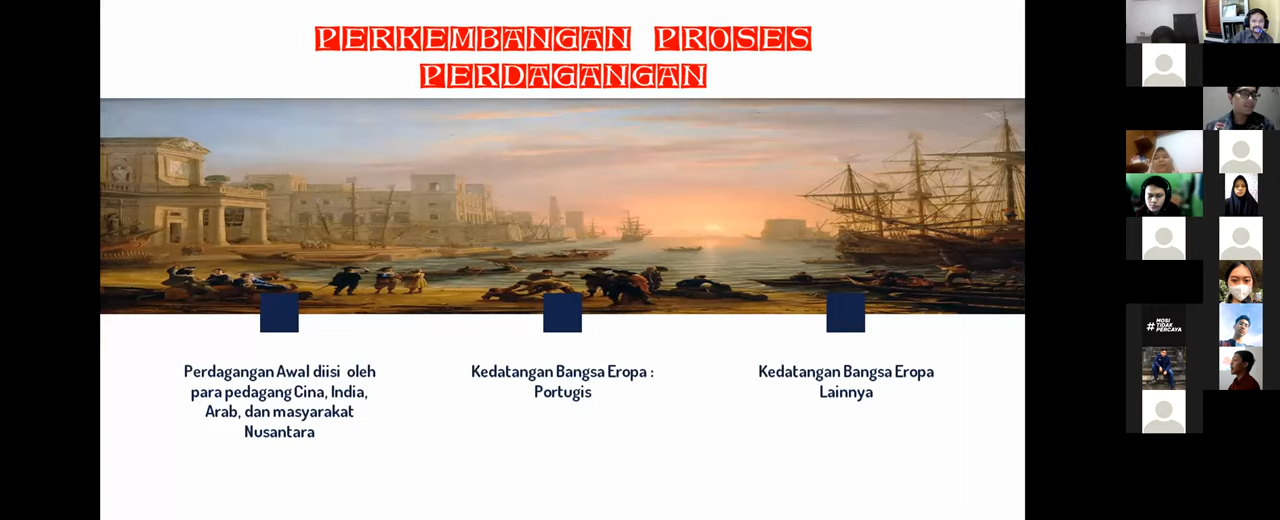 PERKEMBANGAN PROSES
PERDAGANGAN
Perdagangan Awal diisi oleh
para pedagang Cina, India,
Arab, dan masyarakat
Nusantara
Kedatangan Bangsa Eropa :
Portugis
Kedatangan Bangsa Eropa
Lainnya
#MOSI
TIDAK
PERCAYA